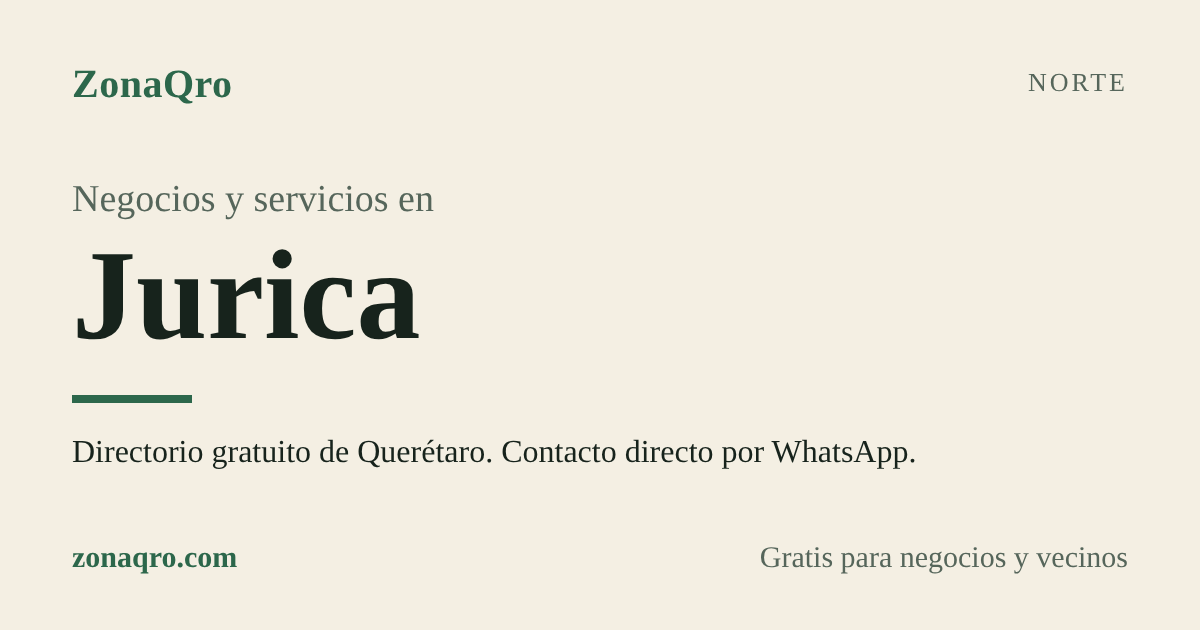 ZonaQro
NORTE
Negocios y servicios en
Jurica
Directorio gratuito de Querétaro. Contacto directo por WhatsApp.
zonaqro.com
Gratis para negocios y vecinos